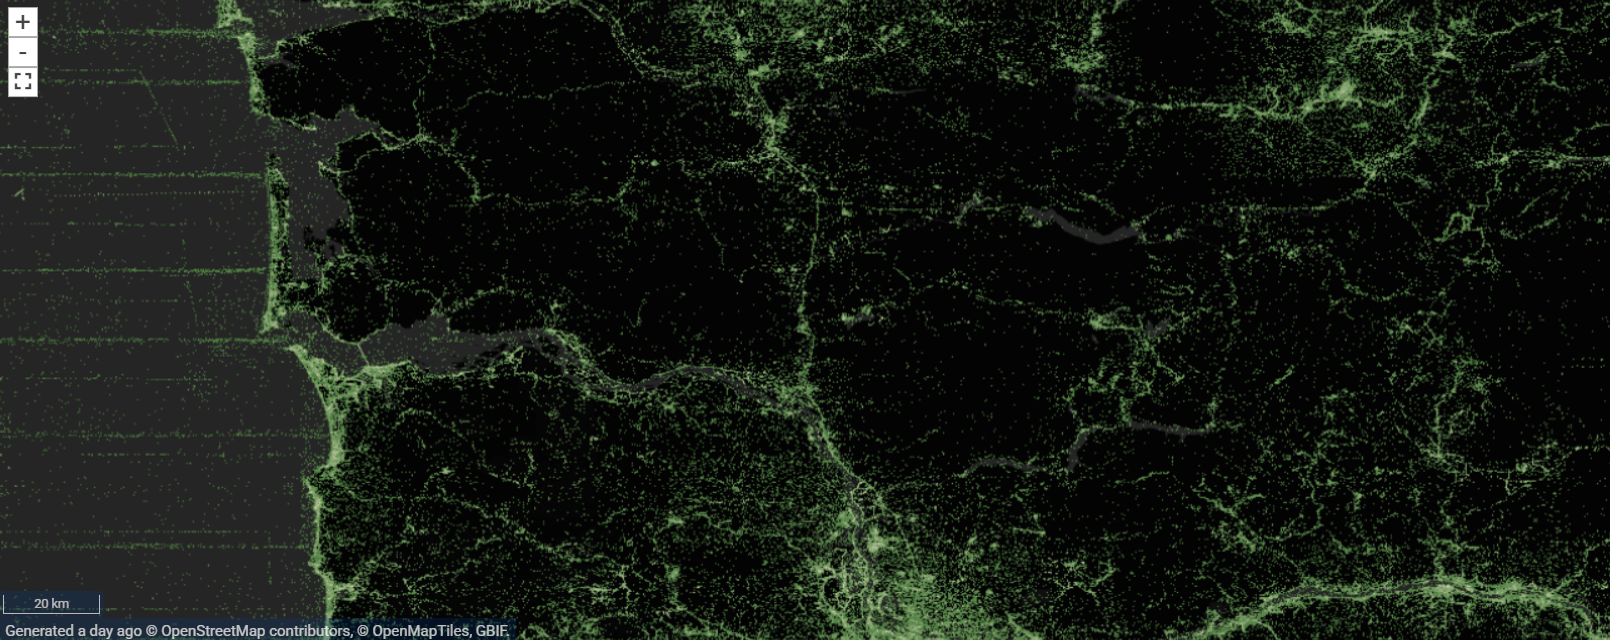 +
-
20 km
Generated a day ago © OpenStreetMap contributors, © OpenMapTiles, GBIF.